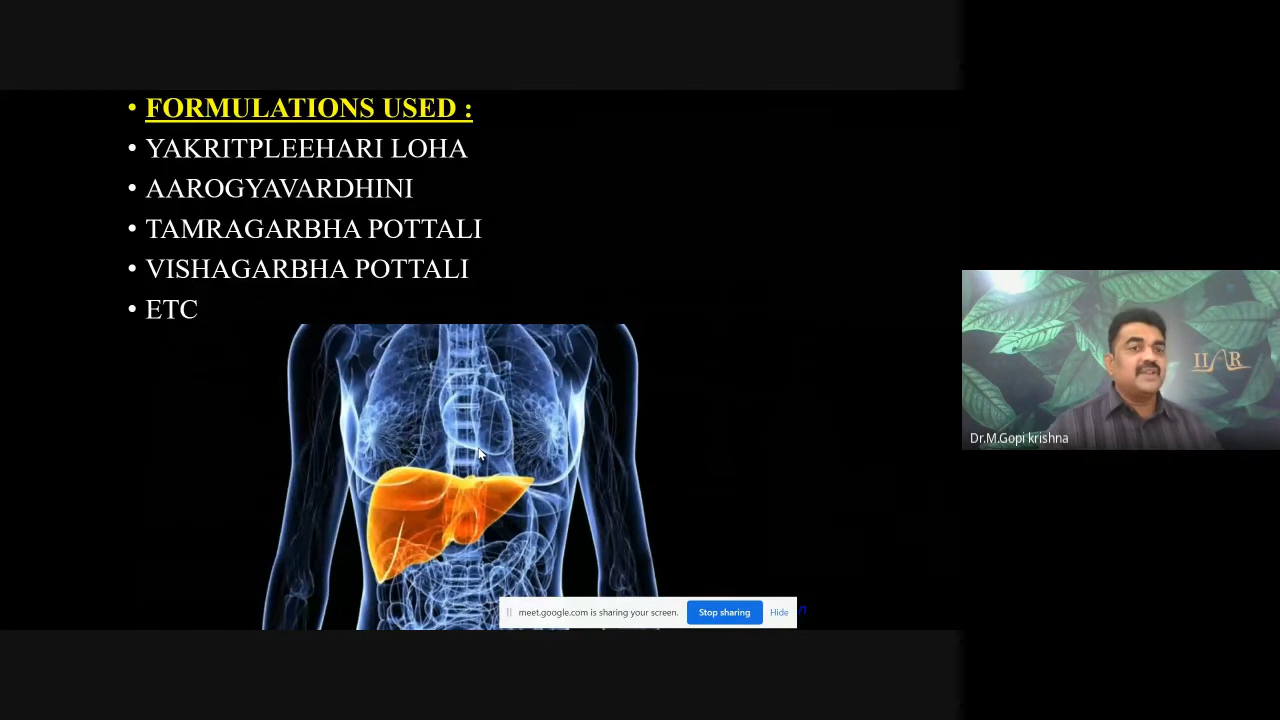 • FORMULATIONS USED :
• YAKRITPLEEHARI LOHA
• AAROGYAVARDHINI
• TAMRAGARBHA POTTALI
• VISHAGARBHA POTTALI
• ETC
IIAR
Dr.M.Gopi krishna
meet.google.com is sharing your screen.
Stop sharing
Hide